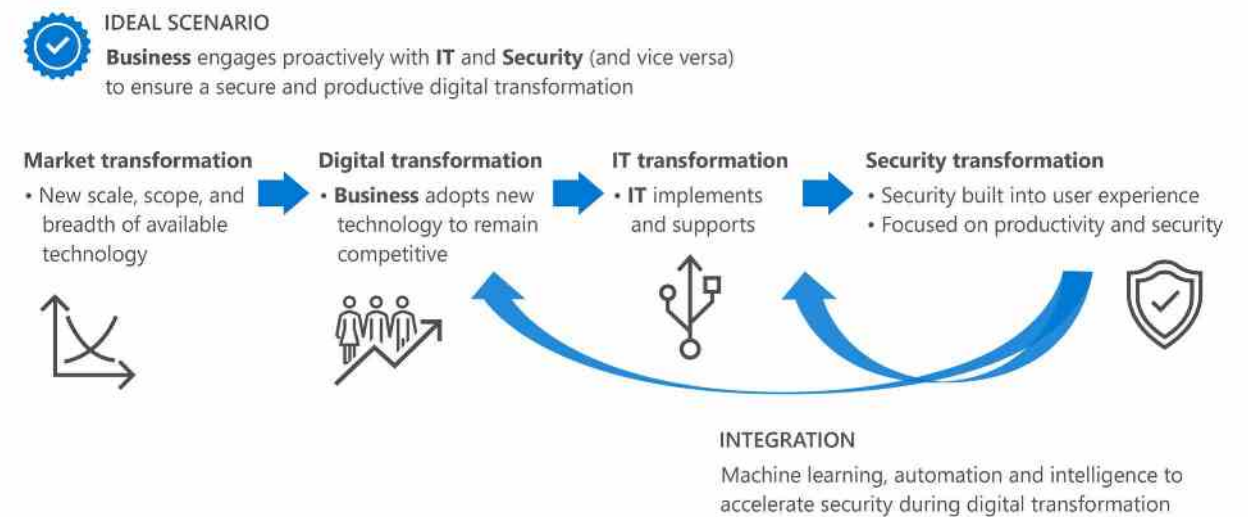 IDEAL SCENARIO
Business engages proactively with IT and Security (and vice versa)
to ensure a secure and productive digital transformation
Market transformation
• New scale, scope, and
breadth of available
technology
Digital transformation
• Business adopts new
technology to remain
competitive
IT transformation
• IT implements
and supports
Security transformation
• Security built into user experience
• Focused on productivity and security
INTEGRATION
Machine learning, automation and intelligence to
accelerate security during digital transformation